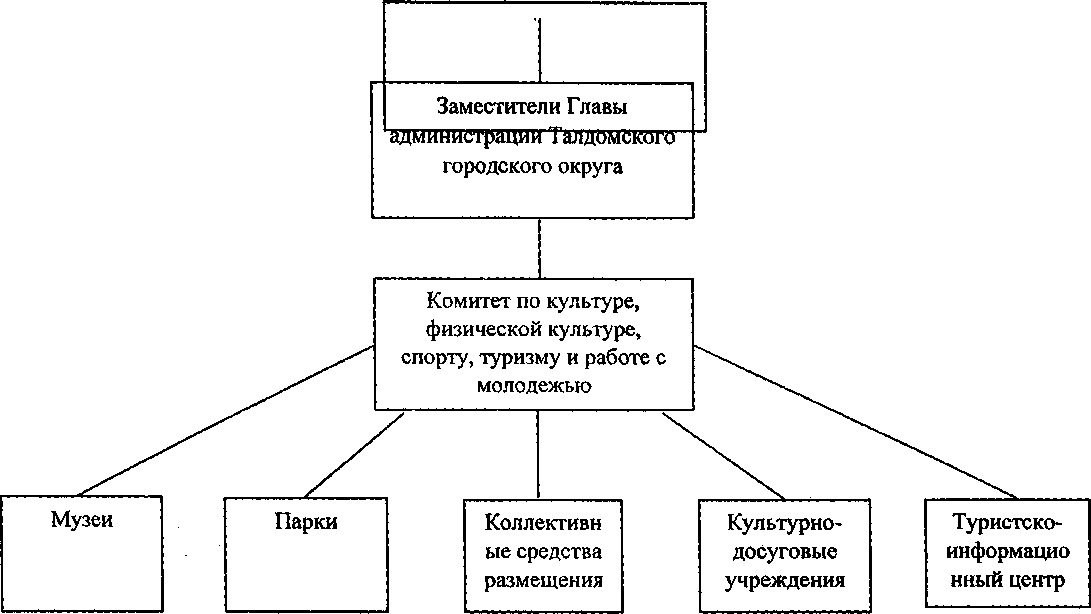 Заместители Главы
администрации Талдомского
городского округа
Комитет по культуре,
физической культуре,
спорту, туризму и работе с
молодежью
Музеи
Парки
Коллективн
ые средства
размещения
Культурно-
досуговые
учреждения
Туристско-
информацио
нный центр